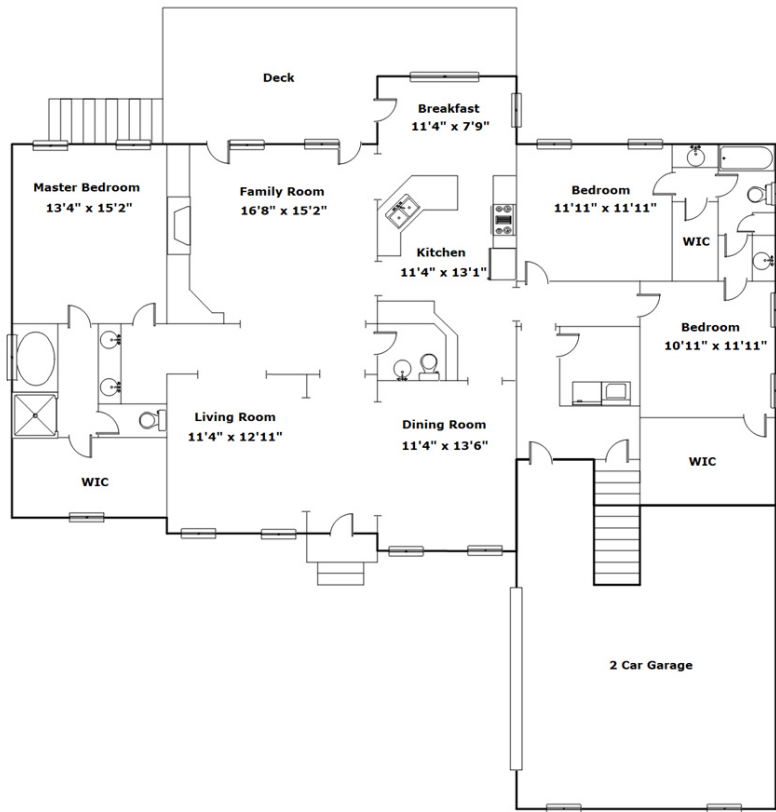 Deck
Breakfast
11'4" x 7'9"
Master Bedroom
13'4" x 15'2"
Family Room
16'8" x 15'2"
Bedroom
11'11" x 11'11"
WIC
Kitchen
11'4" x 13'1"
Bedroom
10'11" x 11'11"
Living Room
11'4" x 12'11"
Dining Room
11'4" x 13'6"
WIC
WIC
2 Car Garage